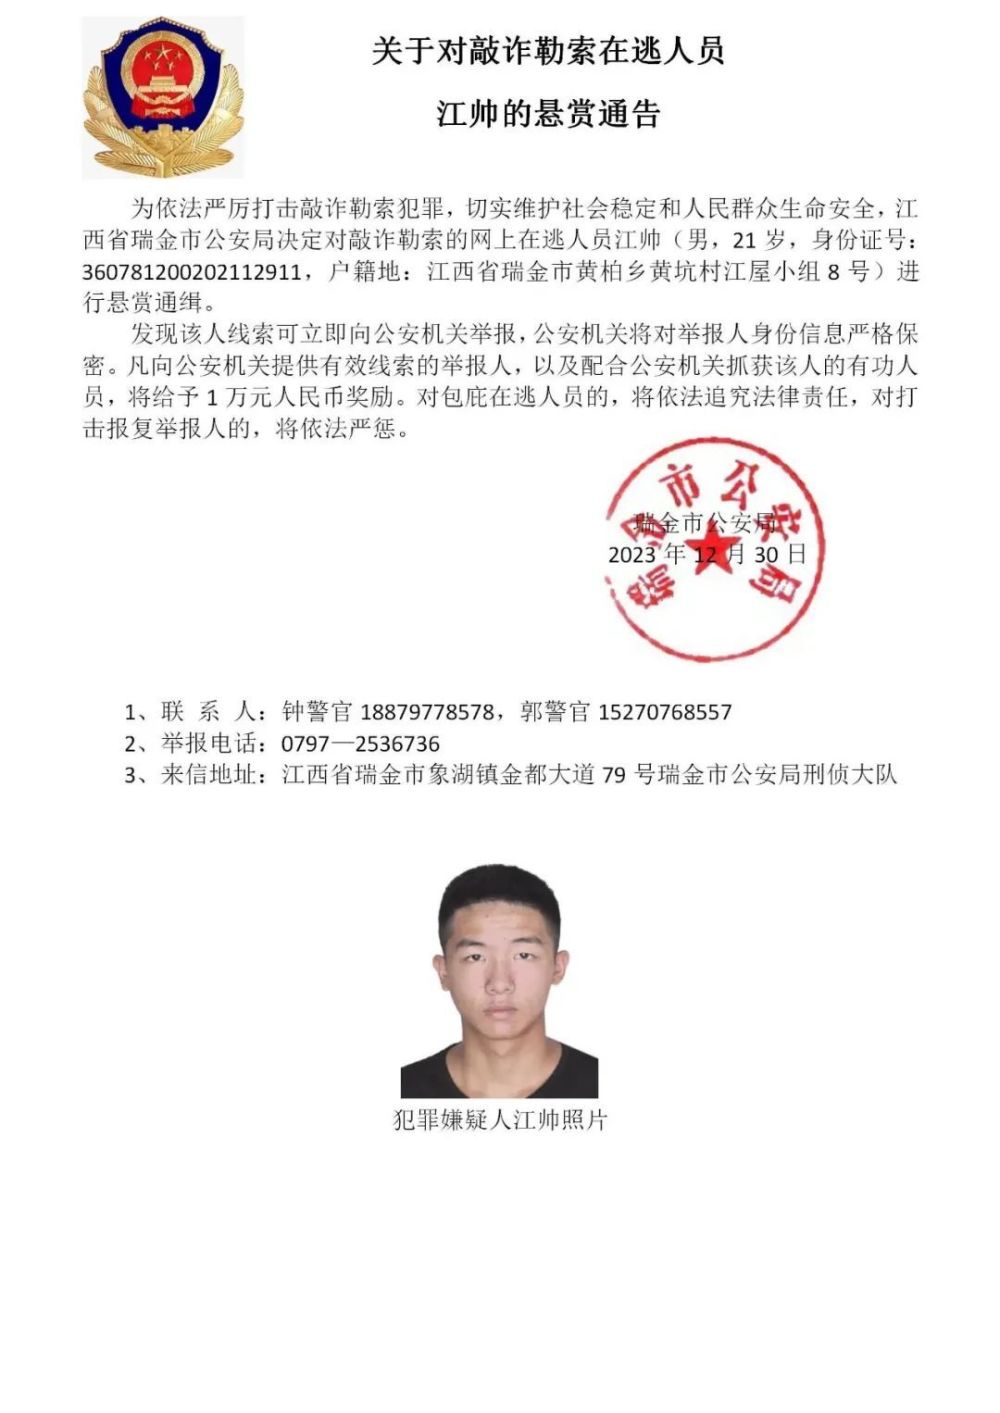 关于对敲诈勒索在逃人员
江帅的悬赏通告
为依法严厉打击敲诈勒索犯罪，切实维护社会稳定和人民群众生命安全，江
西省瑞金市公安局决定对敲诈勒索的网上在逃人员江帅（男，21 岁，身份证号：
360781200202112911，户籍地：江西省瑞金市黄柏乡黄坑村江屋小组 8 号）进
行悬赏通缉。
发现该人线索可立即向公安机关举报，公安机关将对举报人身份信息严格保
密。凡向公安机关提供有效线索的举报人，以及配合公安机关抓获该人的有功人
员，将给予 1 万元人民币奖励。对包庇在逃人员的，将依法追究法律责任，对打
击报复举报人的，将依法严惩。
瑞金市公安局
瑞金市公安局
2023 年 12 月 30 日
1、联 系 人：钟警官 18879778578，郭警官 15270768557
2、举报电话：0797—2536736
3、来信地址：江西省瑞金市象湖镇金都大道 79 号瑞金市公安局刑侦大队
犯罪嫌疑人江帅照片